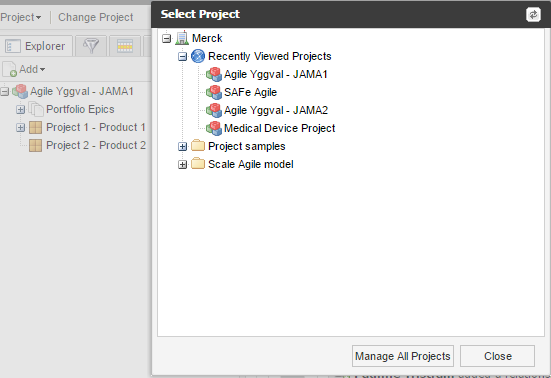 Project
Change Project
Explorer
Add
Agile Yggval - JAMA1
Portfolio Epics
Project 1 - Product 1
Project 2 - Product 2
Select Project
Merck
Recently Viewed Projects
Agile Yggval - JAMA1
SAFe Agile
Agile Yggval - JAMA2
Medical Device Project
Project samples
Scale Agile model
Manage All Projects
Close